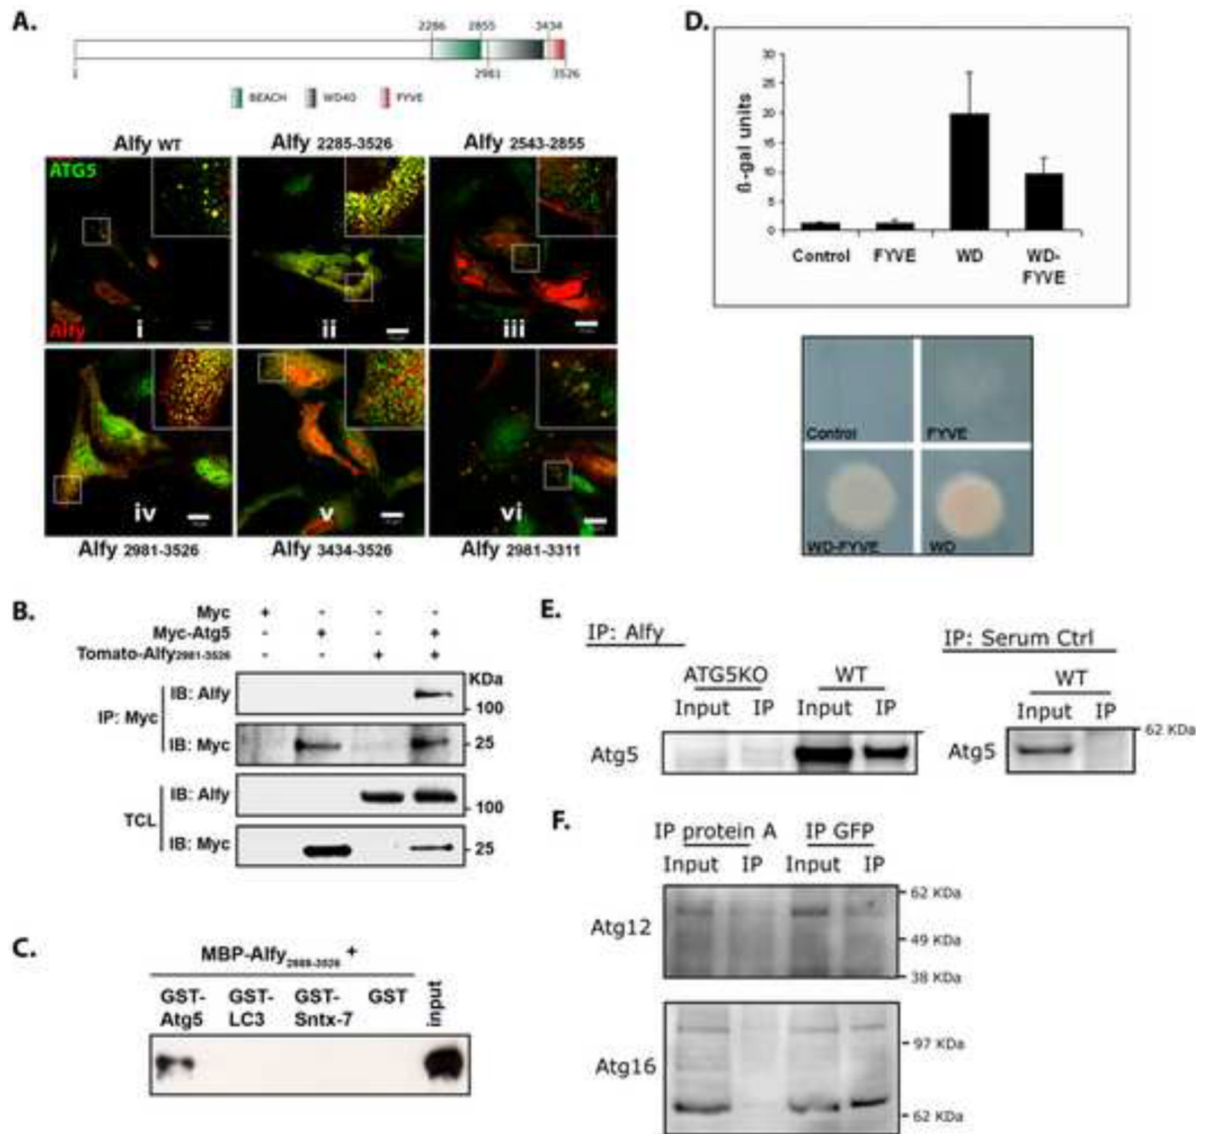 A.
2286 2855 3434
1 2981 3526
BEACH WD40 FYVE
Alfy WT Alfy 2285-3526 Alfy 2543-2855
ATG5
Alfy
i ii iii
iv v vi
Alfy 2981-3526 Alfy 3434-3526 Alfy 2981-3311
B.
Myc + - - -
Myc-Atg5 - + - +
Tomato-Alfy2981-3526 - - + +
KDa
IP: Myc
IB: Alfy
100
IB: Myc
25
TCL
IB: Alfy
100
IB: Myc
25
C.
MBP-Alfy +
GST-Atg5 GST-LC3 GST-Sntx-7 GST input
D.
ß-gal units
30
25
20
15
10
5
0
Control FYVE WD WD-FYVE
Control FYVE
WD-FYVE WD
E.
IP: Alfy IP: Serum Ctrl
ATG5KO WT WT
Input IP Input IP Input IP
62 KDa
Atg5 Atg5
F.
IP protein A IP GFP
Input IP Input IP
62 KDa
Atg12
49 KDa
38 KDa
97 KDa
Atg16
62 KDa